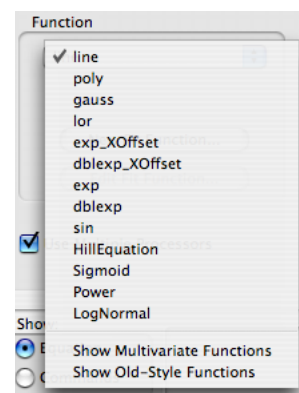 Function
✓ line
poly
gauss
lor
exp_XOffset
dblexp_XOffset
exp
dblexp
sin
HillEquation
Sigmoid
Power
LogNormal
Show
Show Multivariate Functions
Show Old-Style Functions